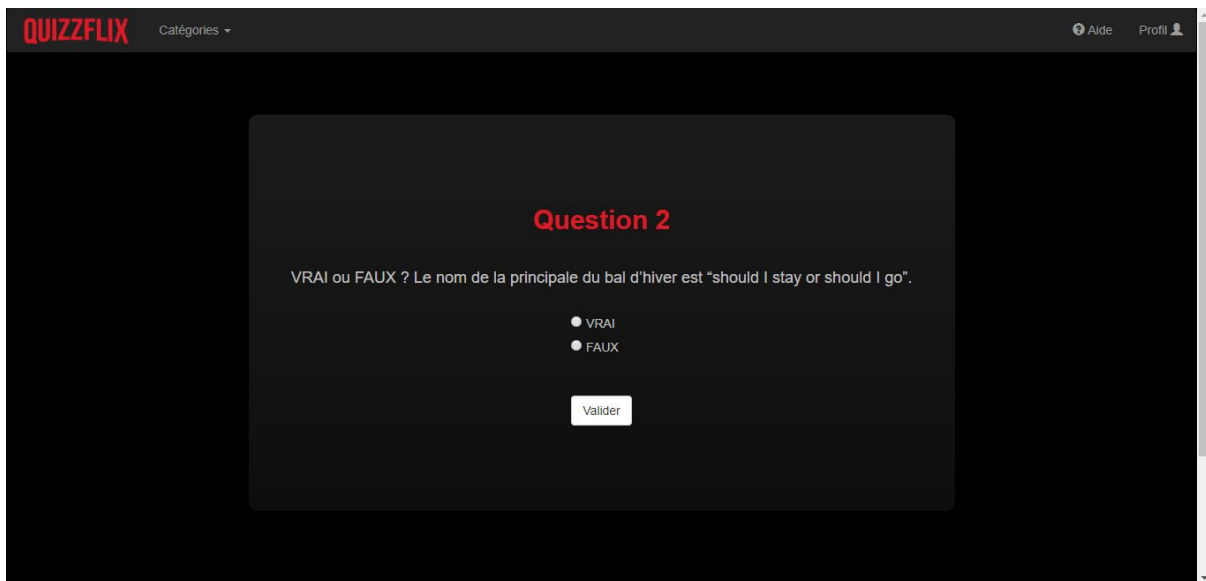 QUIZZFLIX Catégories Aide Profil
Question 2
VRAI ou FAUX ? Le nom de la principale du bal d’hiver est “should I stay or should I go”.
VRAI
FAUX
Valider